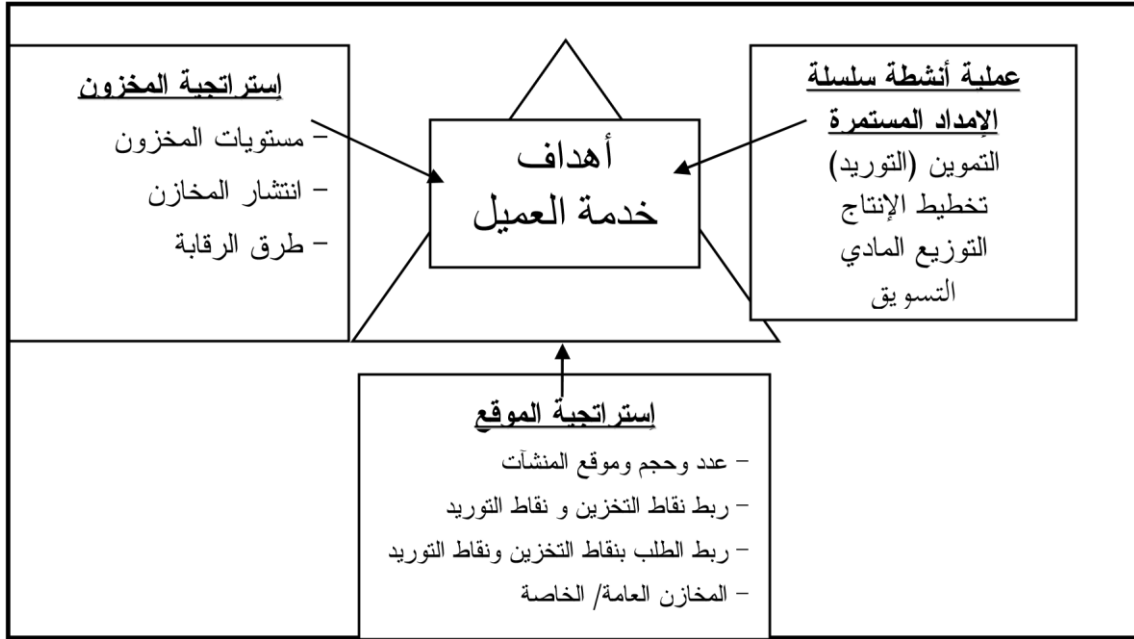 عملية أنشطة سلسلة
الإمداد المستمرة
التموين (التوريد)
تخطيط الإنتاج
التوزيع المادي
التسويق
أهداف
خدمة العميل
إستراتجية المخزون
- مستويات المخزون
- انتشار المخازن
- طرق الرقابة
إستراتجية الموقع
- عدد وحجم وموقع المنشآت
- ربط نقاط التخزين و نقاط التوريد
- ربط الطلب بنقاط التخزين ونقاط التوريد
- المخازن العامة/ الخاصة